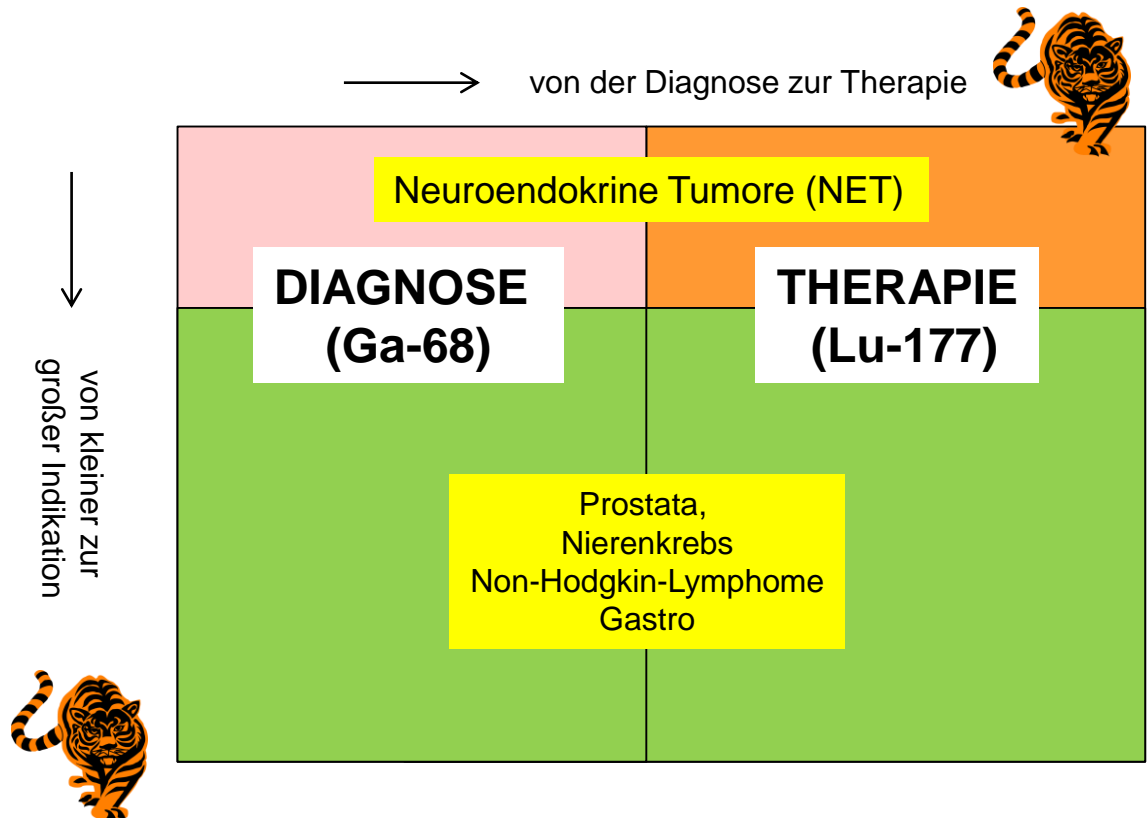 von der Diagnose zur Therapie
Neuroendokrine Tumore (NET)
DIAGNOSE
(Ga-68)
THERAPIE
(Lu-177)
von kleiner zur
großer Indikation
Prostata,
Nierenkrebs
Non-Hodgkin-Lymphome
Gastro